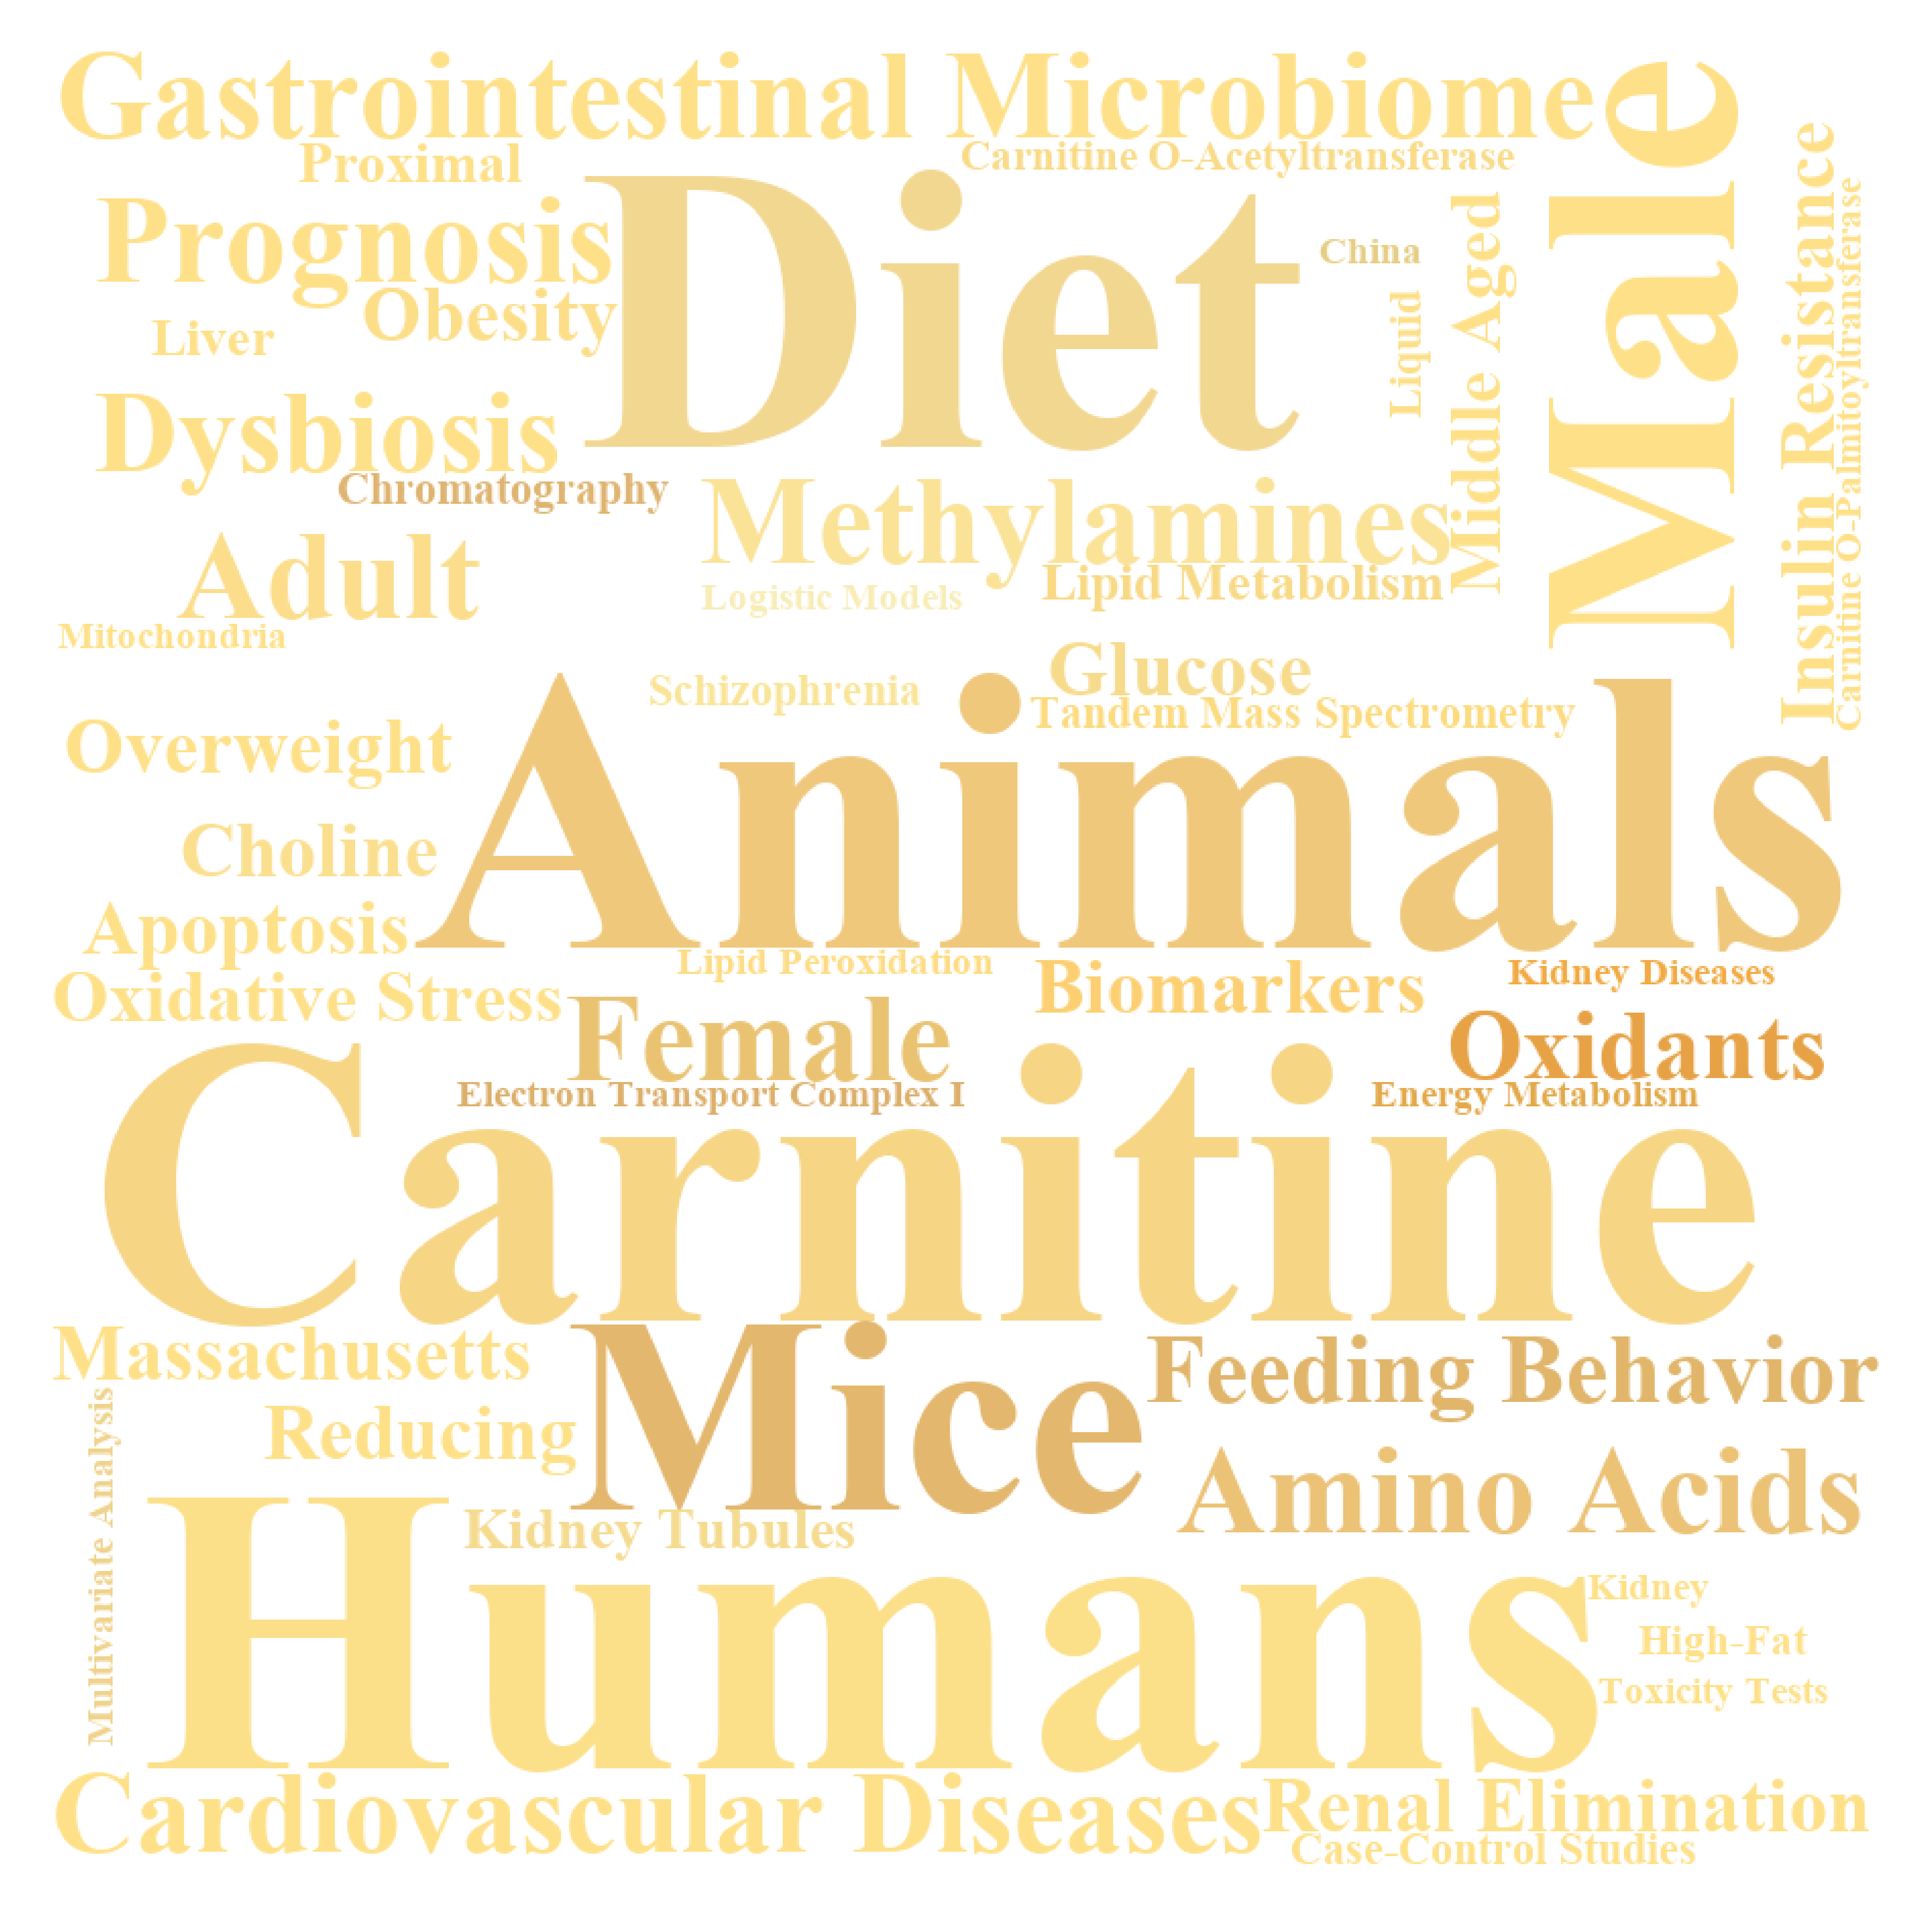 Gastrointestinal Microbiome
Proximal
Carnitine O-Acetyltransferase
Male
Diet
Prognosis
China
Insulin Resistance
Carnitine O-Palmitoyltransferase
Middle Aged
Liquid
Obesity
Liver
Dysbiosis
Chromatography
Methylamines
Adult
Lipid Metabolism
Logistic Models
Mitochondria
Glucose
Schizophrenia
Tandem Mass Spectrometry
Overweight
Animals
Choline
Apoptosis
Lipid Peroxidation
Biomarkers
Kidney Diseases
Oxidative Stress
Female
Oxidants
Electron Transport Complex I
Energy Metabolism
Carnitine
Massachusetts
Mice
Feeding Behavior
Multivariate Analysis
Reducing
Amino Acids
Kidney Tubules
Humans
Kidney
High-Fat
Toxicity Tests
Cardiovascular Diseases
Renal Elimination
Case-Control Studies